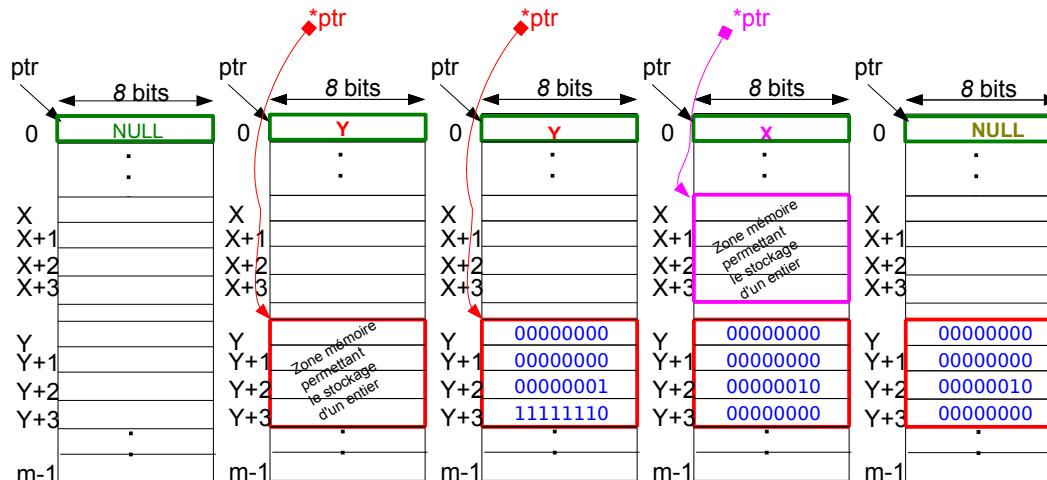 *ptr *ptr *ptr
ptr ptr ptr ptr ptr
8 bits 8 bits 8 bits 8 bits 8 bits
0 NULL 0 Y 0 Y 0 X 0 NULL
X X X X X
X+1 X+1 X+1 X+1 X+1
X+2 X+2 X+2 X+2 X+2
X+3 X+3 X+3 X+3 X+3
Zone mémoire
permettant
le stockage
d'un entier
Y Y Y 00000000 Y 00000000 Y 00000000
Y+1 Y+1 Y+1 00000000 Y+1 00000000 Y+1 00000000
Y+2 Y+2 Y+2 00000001 Y+2 00000010 Y+2 00000010
Y+3 Y+3 Y+3 11111110 Y+3 00000000 Y+3 00000000
Zone mémoire
permettant
le stockage
d'un entier
m-1 m-1 m-1 m-1 m-1